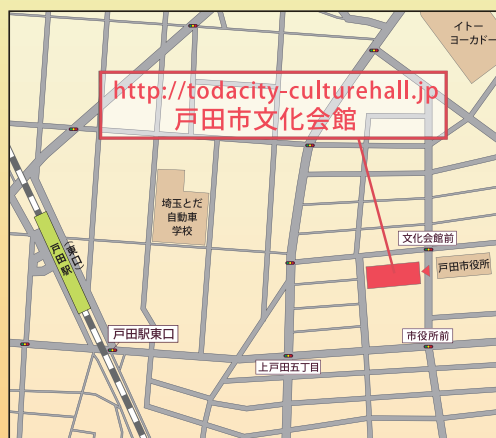 イトー
ヨーカドー
http://todacity-culturehall.jp
戸田市文化会館
埼玉とだ
自動車
学校
文化会館前
戸田市役所
戸田駅
(東口)
戸田駅東口
市役所前
上戸田五丁目